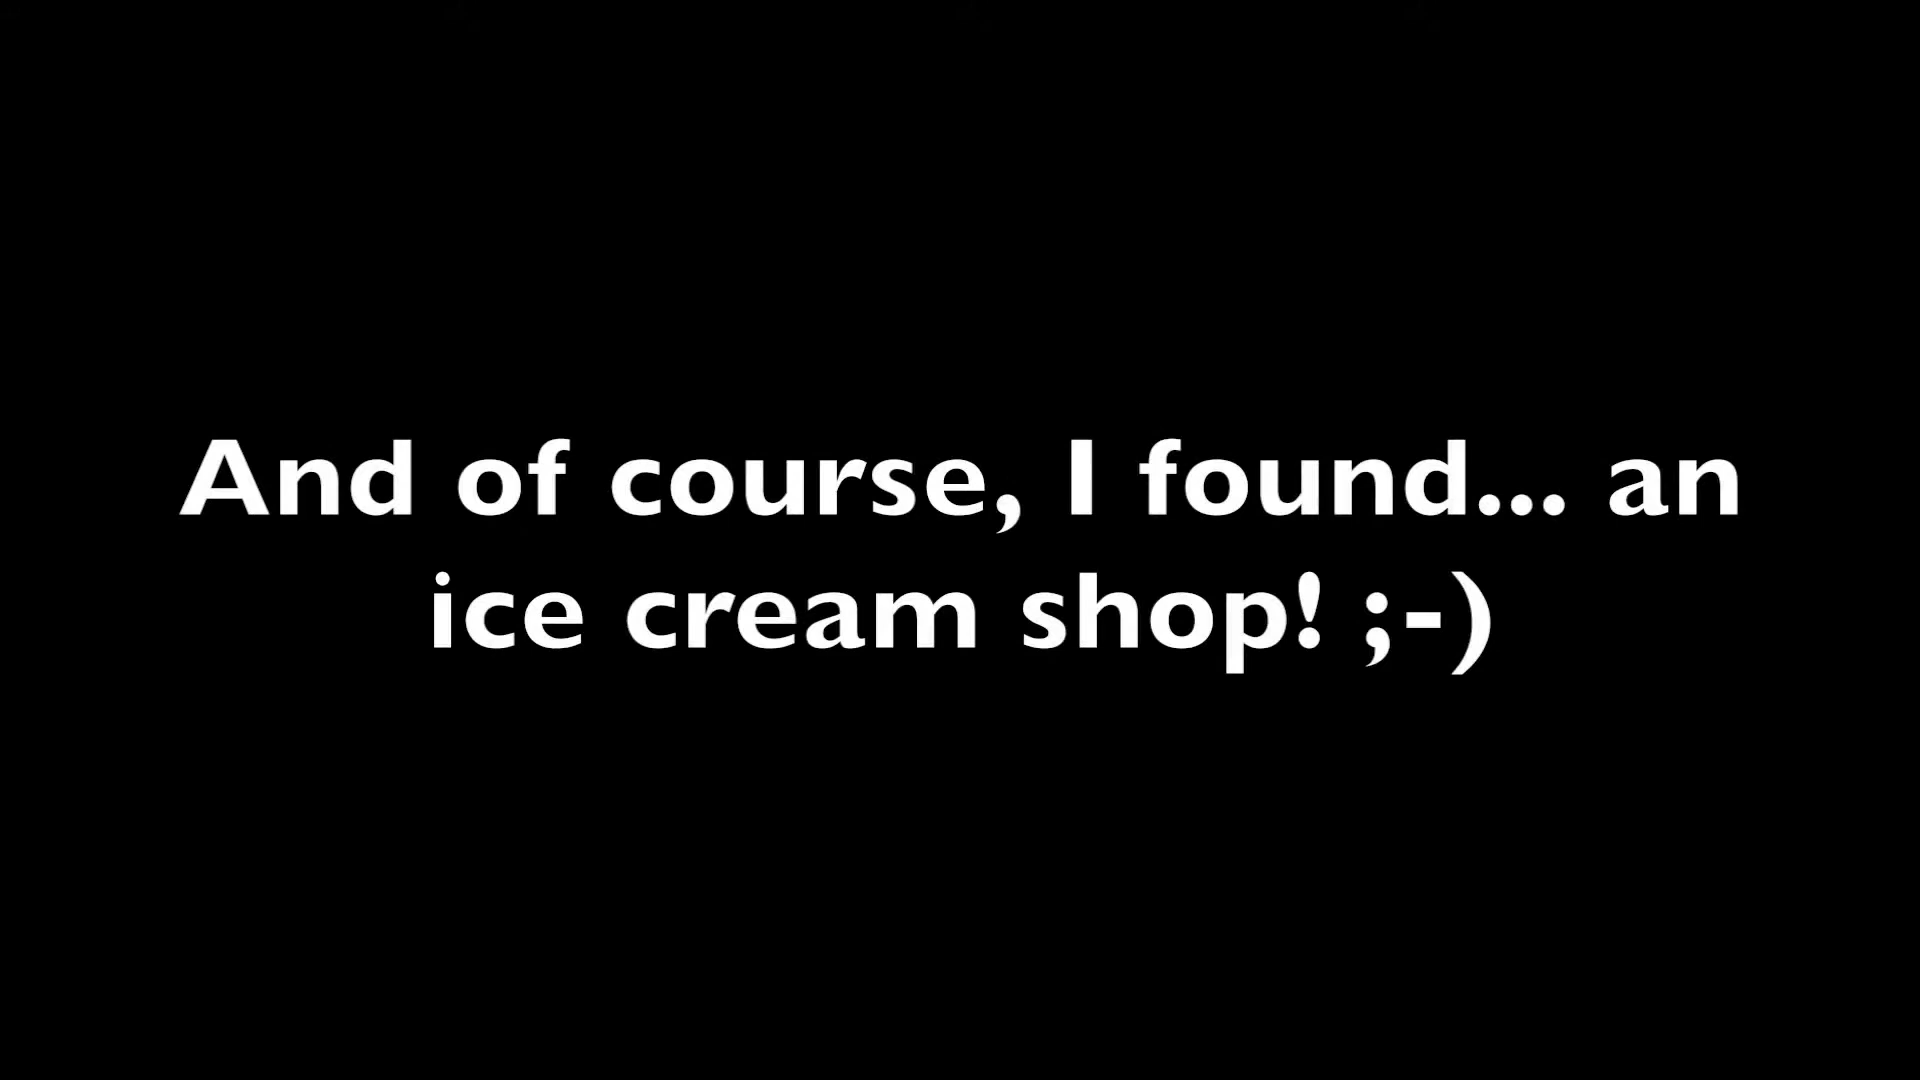 And of course, I found... an
ice cream shop! ;-)